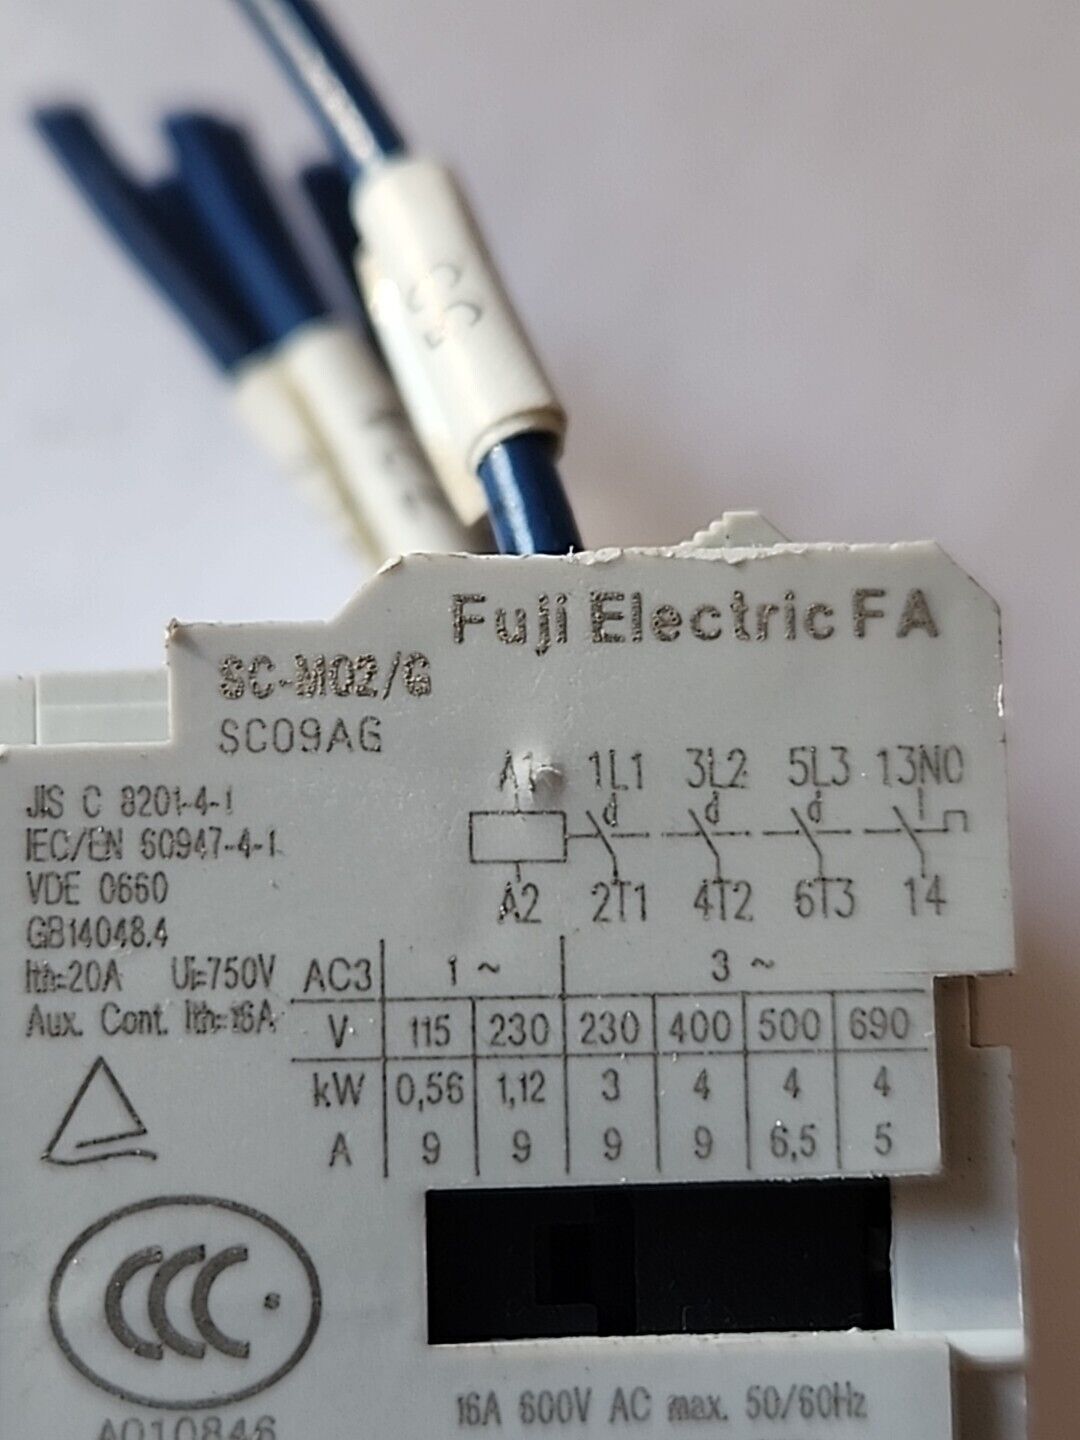 Fuji Electric FA
SC-M02/G
SC09AG
A1 1L1 3L2 5L3 13NO
A2 2T1 4T2 6T3 14
JIS C 8201-4-1
IEC/EN 60947-4-1
VDE 0660
GB14048.4
Ith=20A Ui=750V
Aux. Cont. Ith=16A
AC3 1 ~ 3 ~
V 115 230 230 400 500 690
kW 0,56 1,12 3 4 4 4
A 9 9 9 9 6,5 5
CCC S
A010846
16A 600V AC max. 50/60Hz